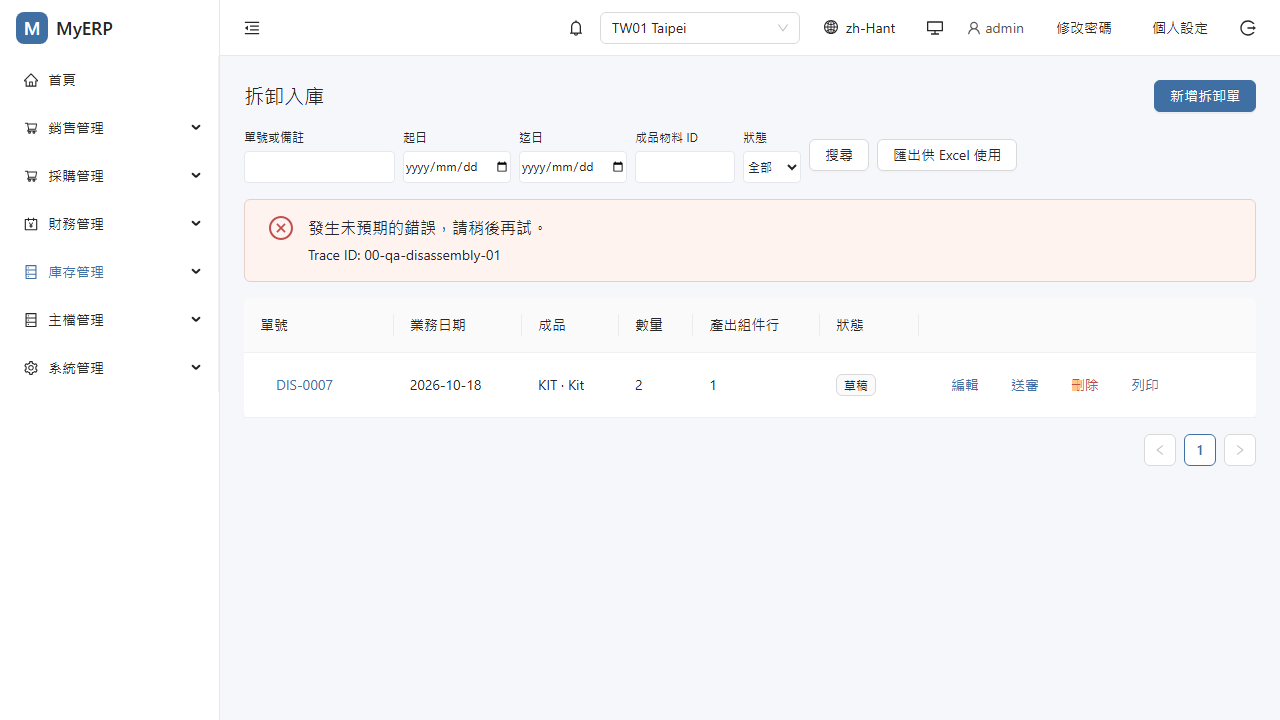 M MyERP
TW01 Taipei
zh-Hant
admin
修改密碼
個人設定
首頁
銷售管理
採購管理
財務管理
庫存管理
主檔管理
系統管理
拆卸入庫
新增拆卸單
單號或備註
起日
迄日
成品物料 ID
狀態
yyyy/mm/dd
yyyy/mm/dd
全部
搜尋
匯出供 Excel 使用
發生未預期的錯誤，請稍後再試。
Trace ID: 00-qa-disassembly-01
單號 業務日期 成品 數量 產出組件行 狀態
DIS-0007 2026-10-18 KIT · Kit 2 1 草稿 編輯 送審 刪除 列印
1